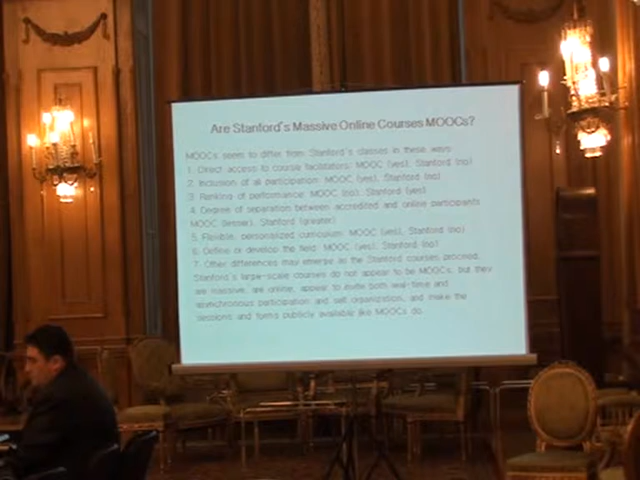 Are Stanford's Massive Online Courses MOOCs?
MOOCs seem to differ from Stanford's classes in these ways:
1. Direct access to course facilitators: MOOC (yes), Stanford (no)
2. Inclusion of all participation: MOOC (yes), Stanford (no)
3. Ranking of performance: MOOC (no), Stanford (yes)
4. Degree of separation between accredited and online participants
MOOC (lesser), Stanford (greater)
5. Flexible, personalized curriculum: MOOC (yes), Stanford (no)
6. Define or develop the field: MOOC (yes), Stanford (no)
7. Other differences may emerge as the Stanford courses proceed.
Stanford's large-scale courses do not appear to be MOOCs, but they
are massive, are online, appear to invite both real-time and
asynchronous participation and self organization, and make the
sessions and forms publicly available like MOOCs do.